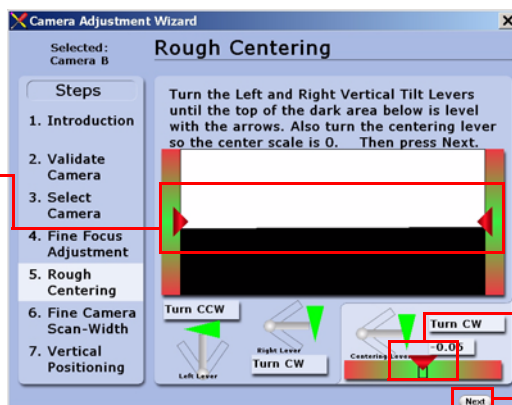 Camera Adjustment Wizard
Selected:
Camera B
Rough Centering
Steps
1. Introduction
2. Validate
Camera
3. Select
Camera
4. Fine Focus
Adjustment
5. Rough
Centering
6. Fine Camera
Scan-Width
7. Vertical
Positioning
Turn the Left and Right Vertical Tilt Levers
until the top of the dark area below is level
with the arrows. Also turn the centering lever
so the center scale is 0. Then press Next.
Turn CCW
Left Lever
Right Lever
Turn CW
Centering Lever
Turn CW
-0.06
Next